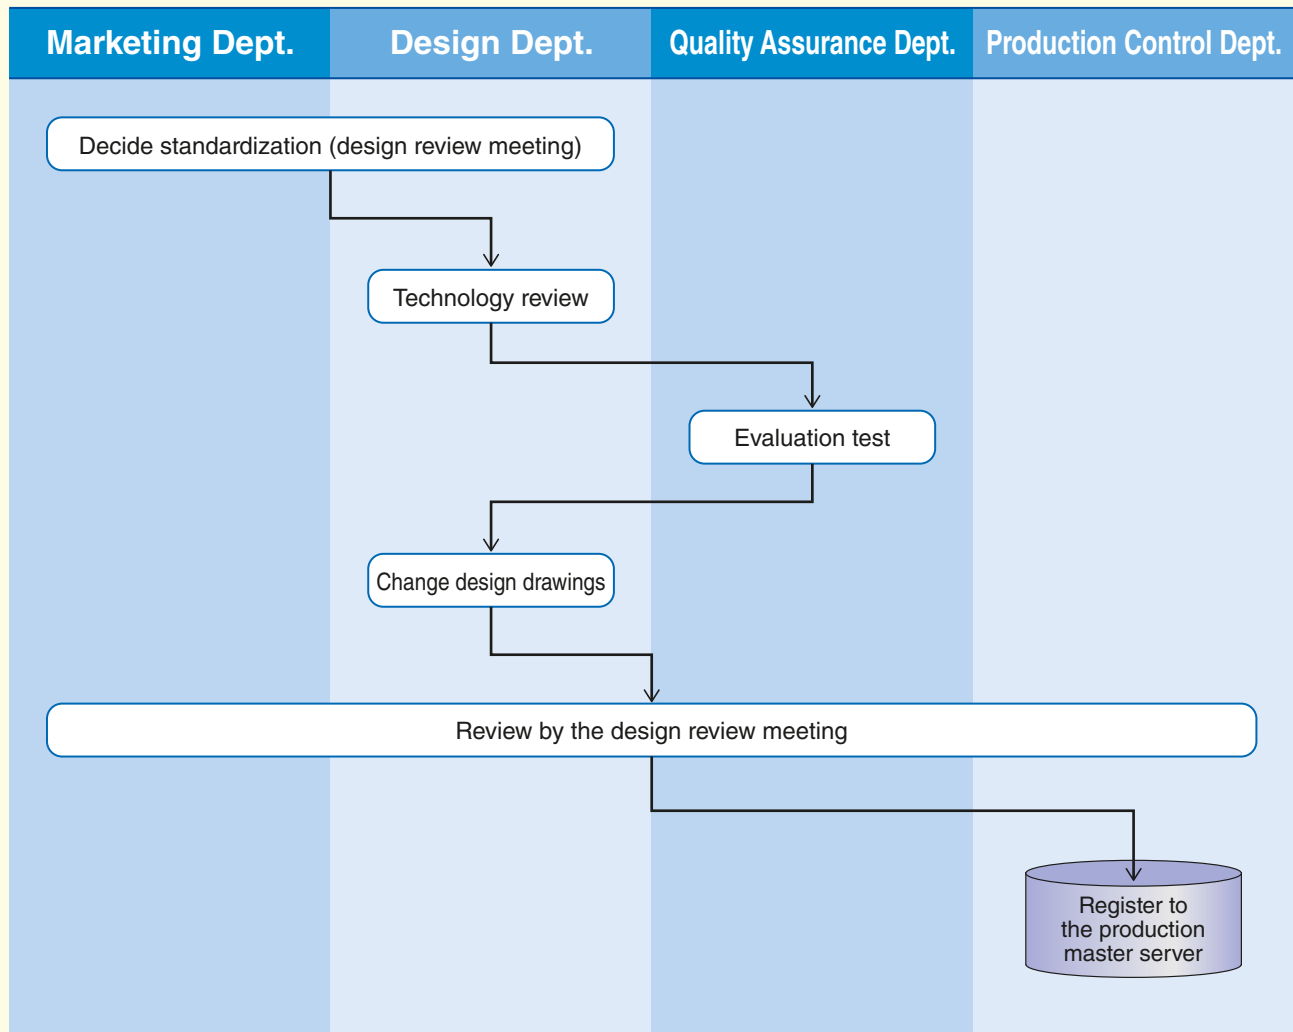 Marketing Dept.
Design Dept.
Quality Assurance Dept.
Production Control Dept.
Decide standardization (design review meeting)
Technology review
Evaluation test
Change design drawings
Review by the design review meeting
Register to
the production
master server